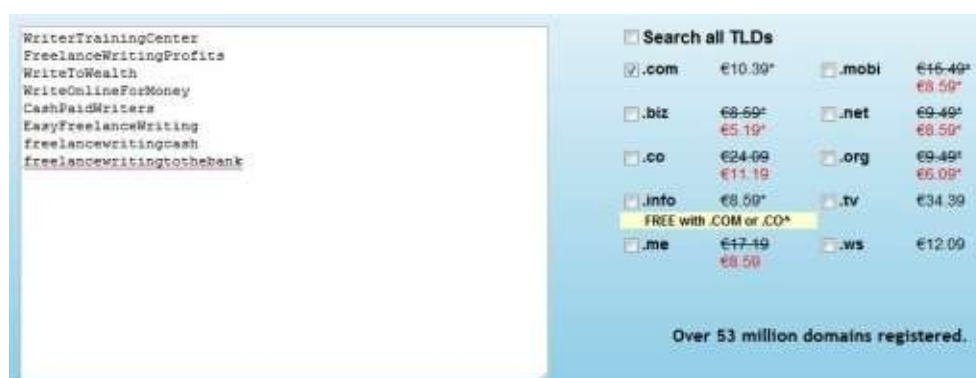 WriterTrainingCenter
FreelanceWritingProfits
WriteToWealth
WriteOnlineForMoney
CashPaidWriters
EasyFreelanceWriting
freelancewritingcash
freelancewritingtothebank
Search all TLDs
.com €10.39* .mobi €16.49*
€8.59*
.biz €8.59* .net €9.49*
€5.19* €8.59*
.co €24.09 .org €9.49*
€11.19 €6.09*
.info €8.59* .tv €34.39
FREE with .COM or .CO^
.me €17.19 .ws €12.09
€8.59
Over 53 million domains registered.